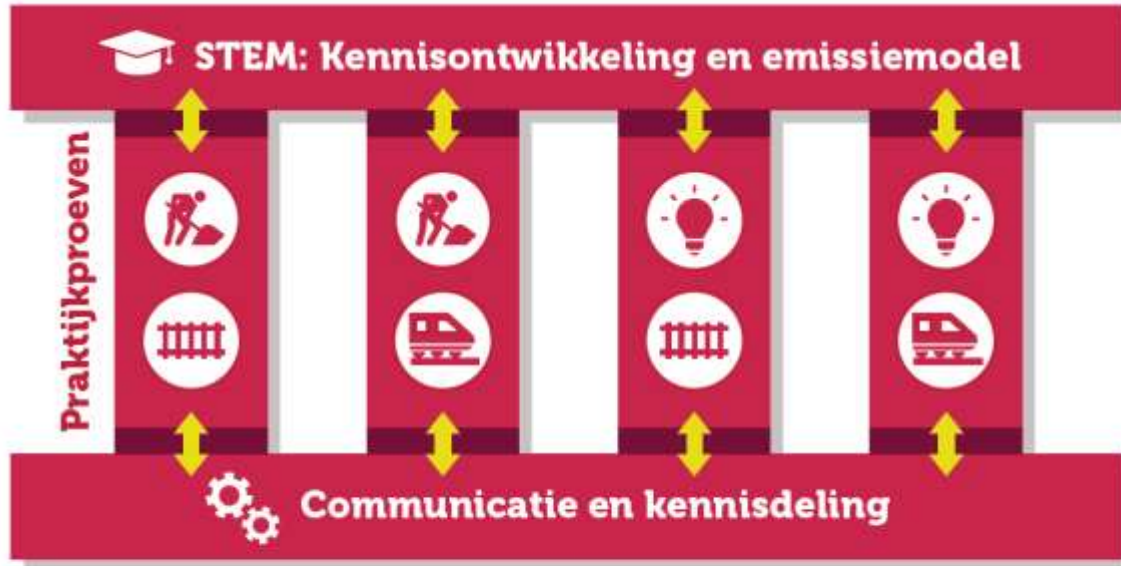 STEM: Kennisontwikkeling en emissiemodel
Praktijkproeven
Communicatie en kennisdeling